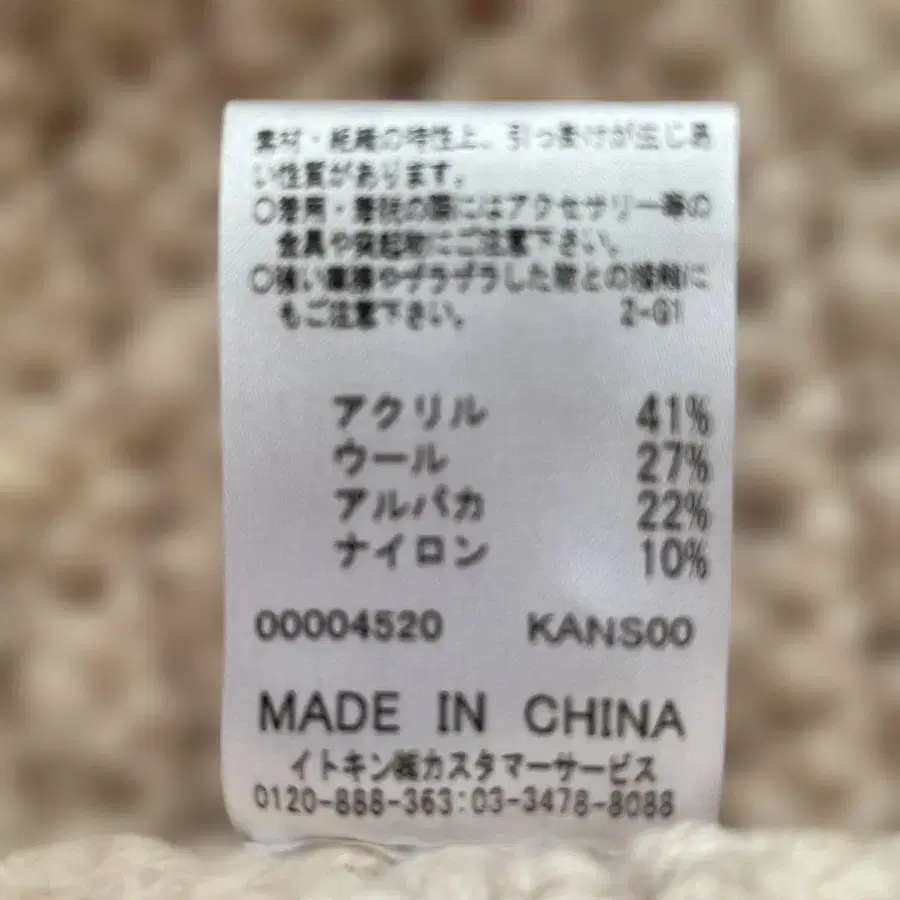 素材・組織の特性上、引っ掛けが生じ易
い性質があります。
○着用・着脱の際にはアクセサリー等の
金具や突起物にご注意下さい。
○強い摩擦やザラザラした物との接触に
もご注意下さい。 Z-G1
アクリル 41%
ウール 27%
アルパカ 22%
ナイロン 10%
00004520 KANS00
MADE IN CHINA
イトキン㈱カスタマーサービス
0120-888-363:03-3478-8088